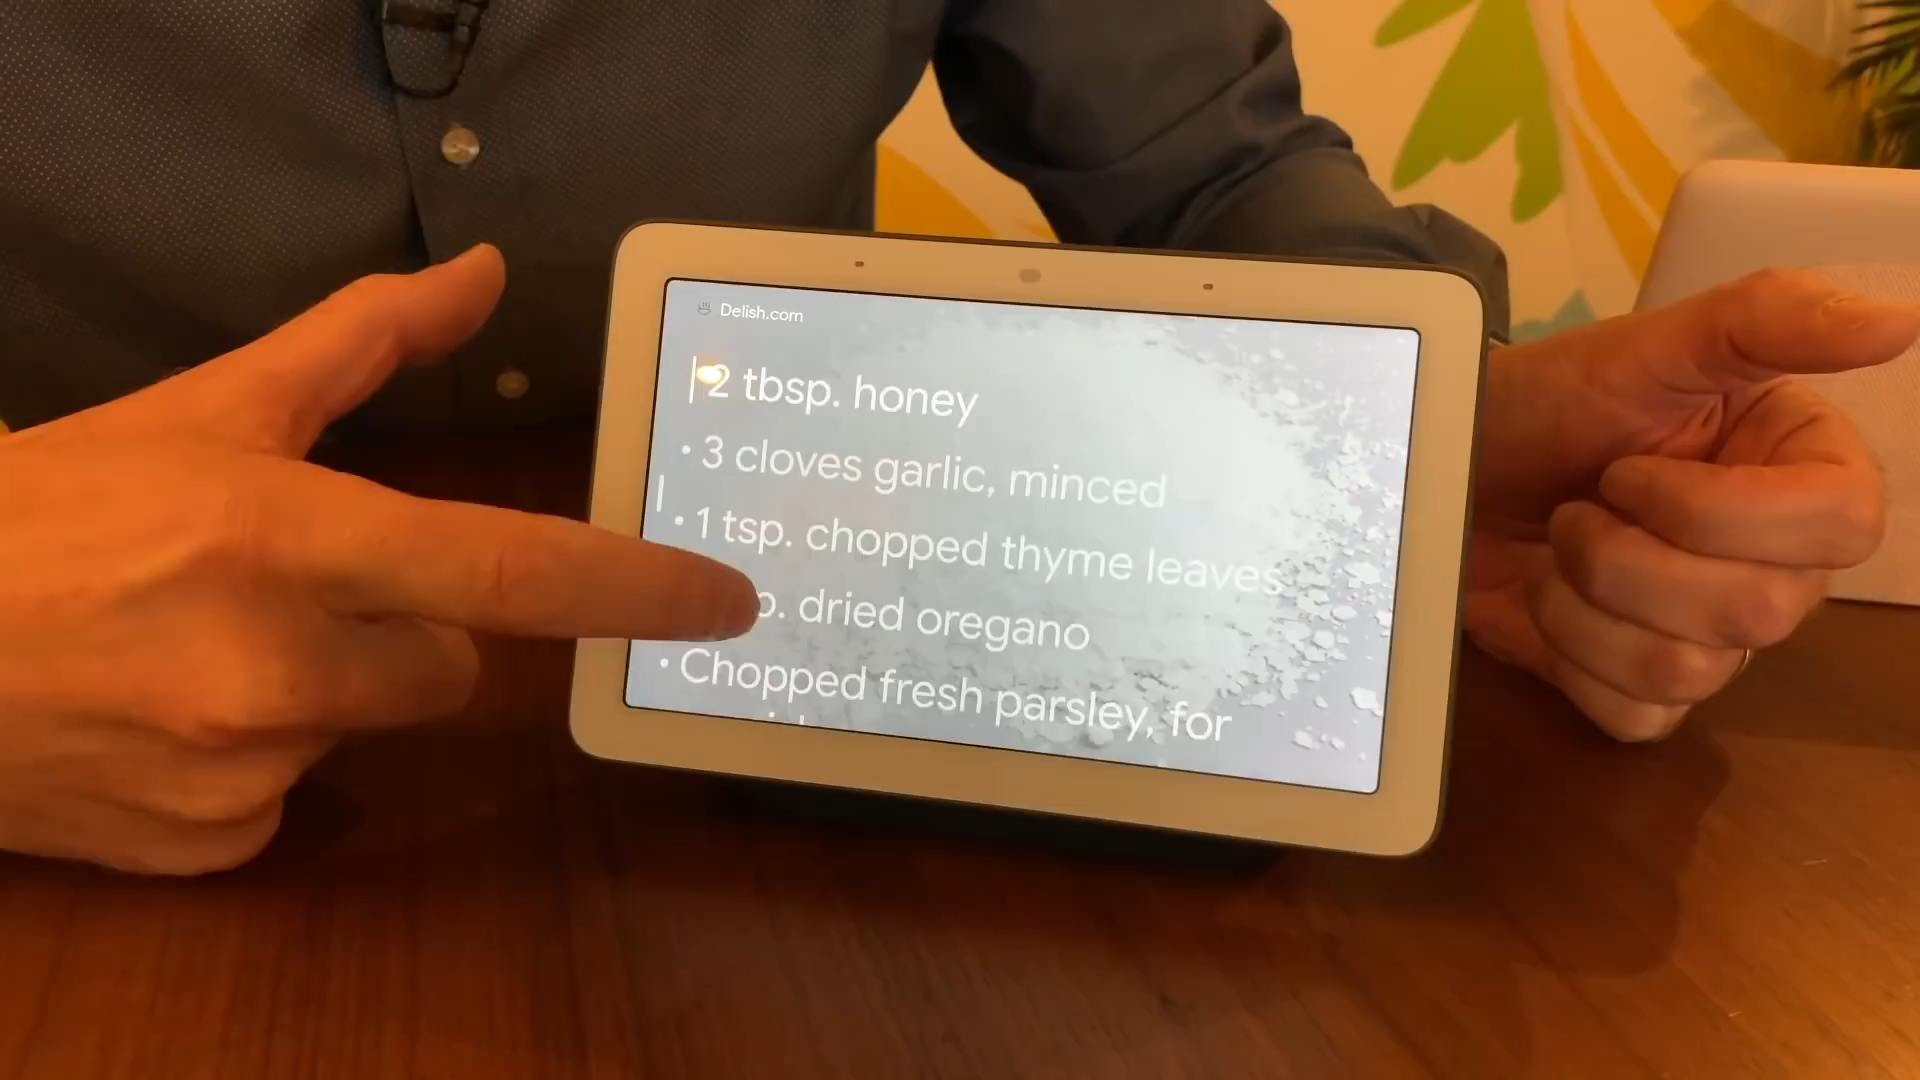 Delish.com
2 tbsp. honey
• 3 cloves garlic, minced
• 1 tsp. chopped thyme leaves
dried oregano
• Chopped fresh parsley, for